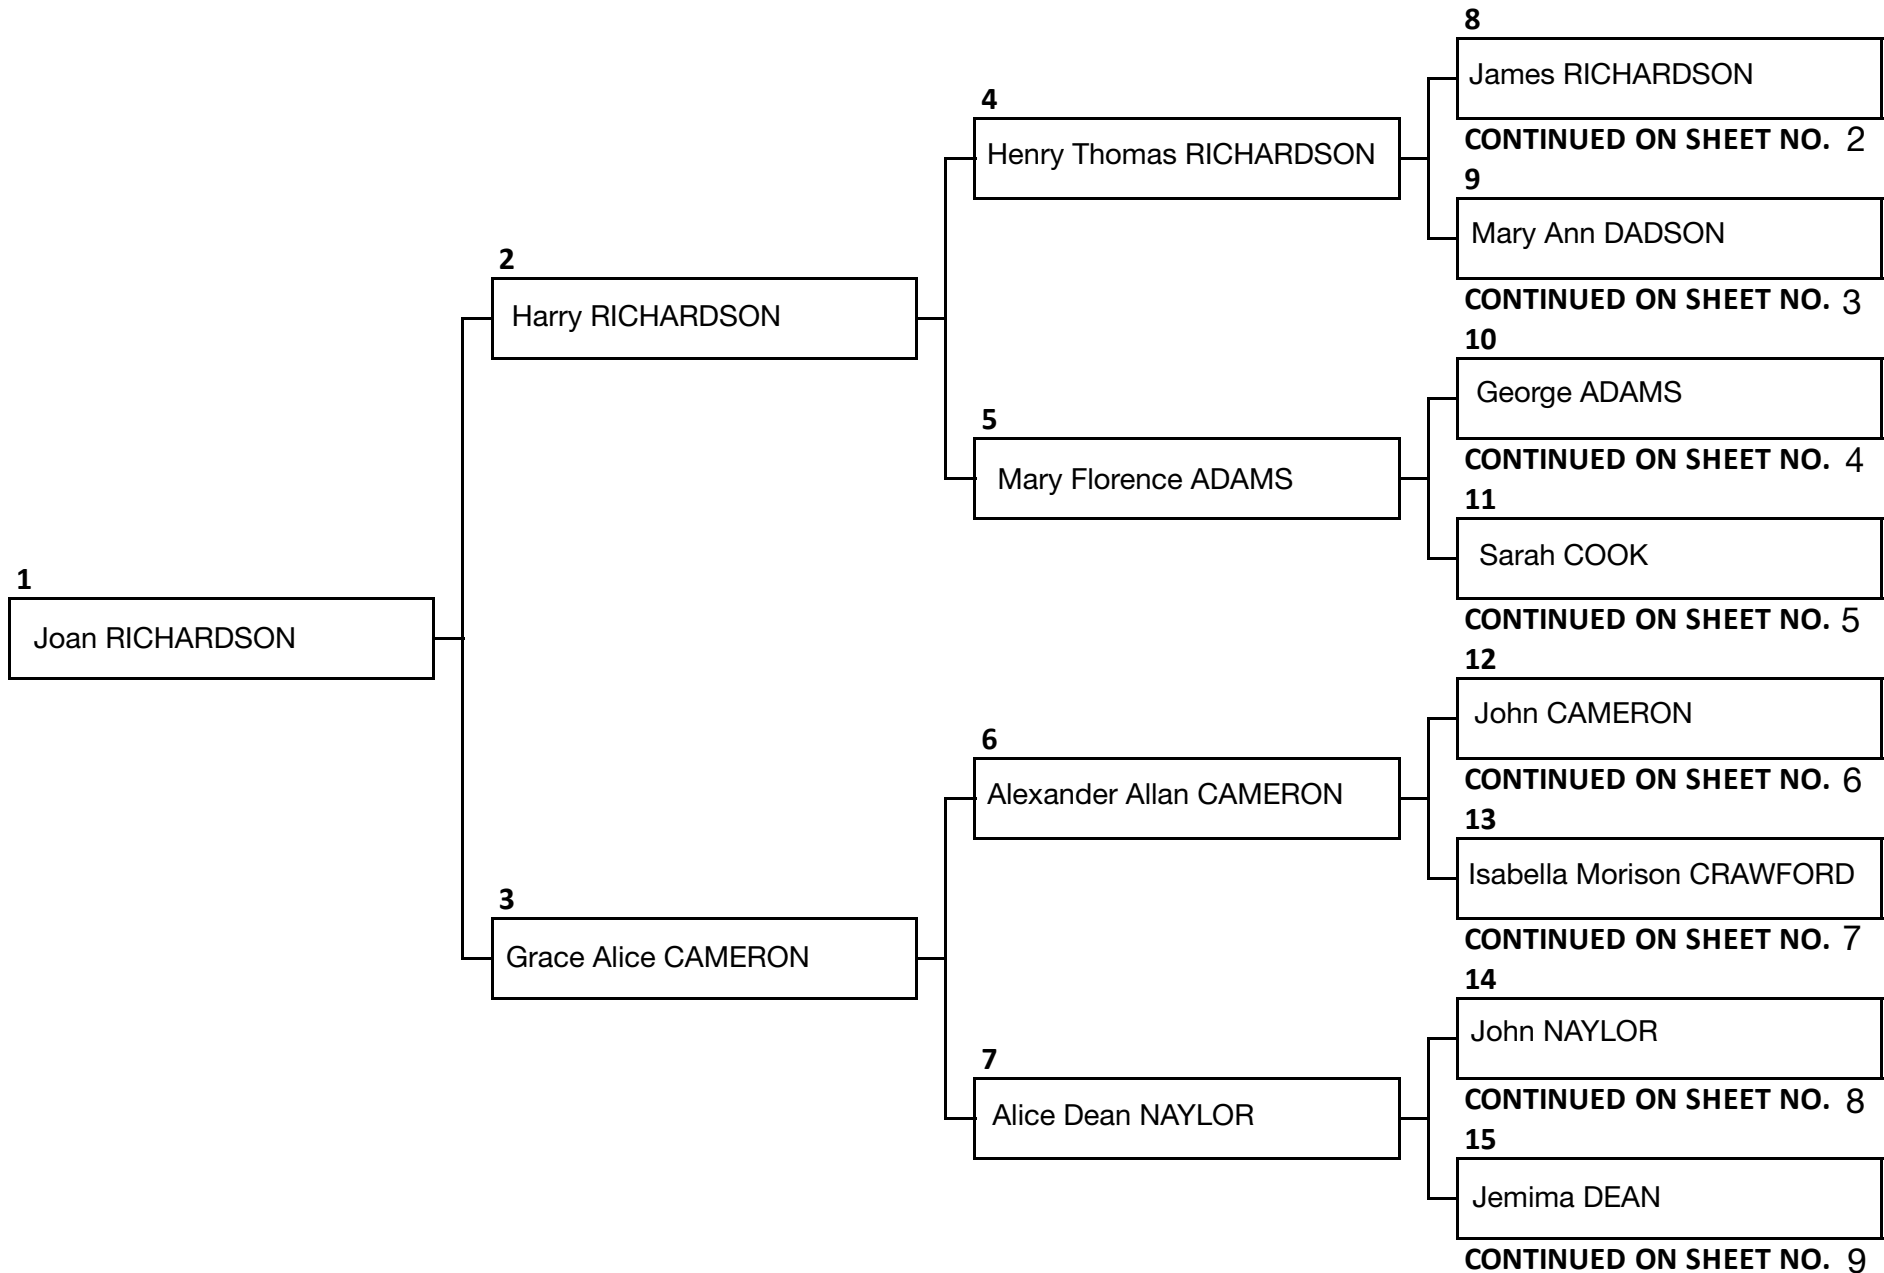 8
James RICHARDSON
4
Henry Thomas RICHARDSON
CONTINUED ON SHEET NO. 2
9
Mary Ann DADSON
2
Harry RICHARDSON
CONTINUED ON SHEET NO. 3
10
George ADAMS
5
Mary Florence ADAMS
CONTINUED ON SHEET NO. 4
11
Sarah COOK
1
Joan RICHARDSON
CONTINUED ON SHEET NO. 5
12
John CAMERON
6
Alexander Allan CAMERON
CONTINUED ON SHEET NO. 6
13
Isabella Morison CRAWFORD
3
Grace Alice CAMERON
CONTINUED ON SHEET NO. 7
14
John NAYLOR
7
Alice Dean NAYLOR
CONTINUED ON SHEET NO. 8
15
Jemima DEAN
CONTINUED ON SHEET NO. 9